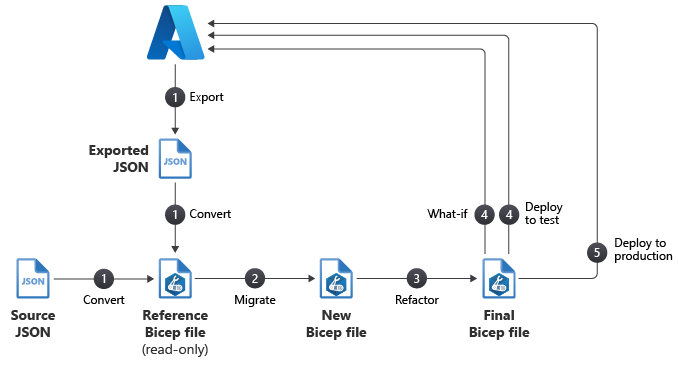 1
Export
Exported
JSON
JSON
1
Convert
What-if
4
4
Deploy
to test
5
Deploy to
production
JSON
1
Convert
2
Migrate
3
Refactor
Source
JSON
Reference
Bicep file
(read-only)
New
Bicep file
Final
Bicep file